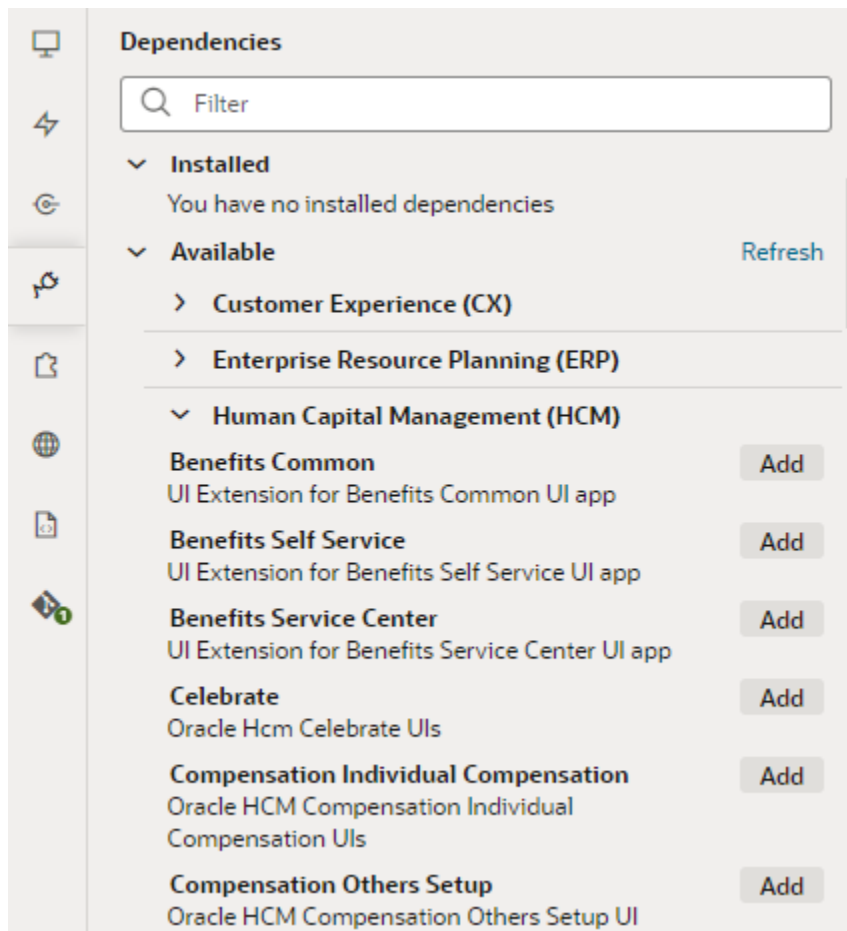 Dependencies
Filter
Installed
You have no installed dependencies
Available Refresh
Customer Experience (CX)
Enterprise Resource Planning (ERP)
Human Capital Management (HCM)
Benefits Common Add
UI Extension for Benefits Common UI app
Benefits Self Service Add
UI Extension for Benefits Self Service UI app
Benefits Service Center Add
UI Extension for Benefits Service Center UI app
Celebrate Add
Oracle Hcm Celebrate UIs
Compensation Individual Compensation Add
Oracle HCM Compensation Individual
Compensation UIs
Compensation Others Setup Add
Oracle HCM Compensation Others Setup UI
1